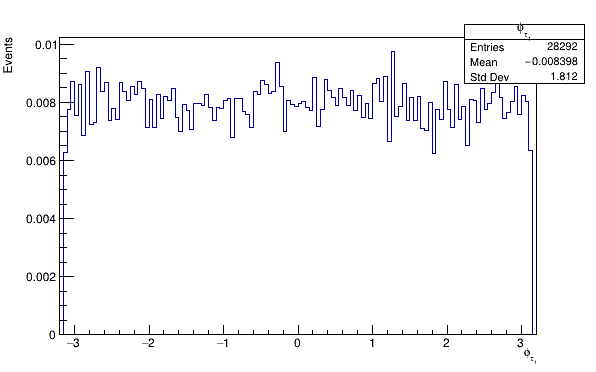 ϕτ₁
Entries 28292
Mean −0.008398
Std Dev 1.812
Events
0.01
0.008
0.006
0.004
0.002
0
−3 −2 −1 0 1 2 3
ϕτ₁